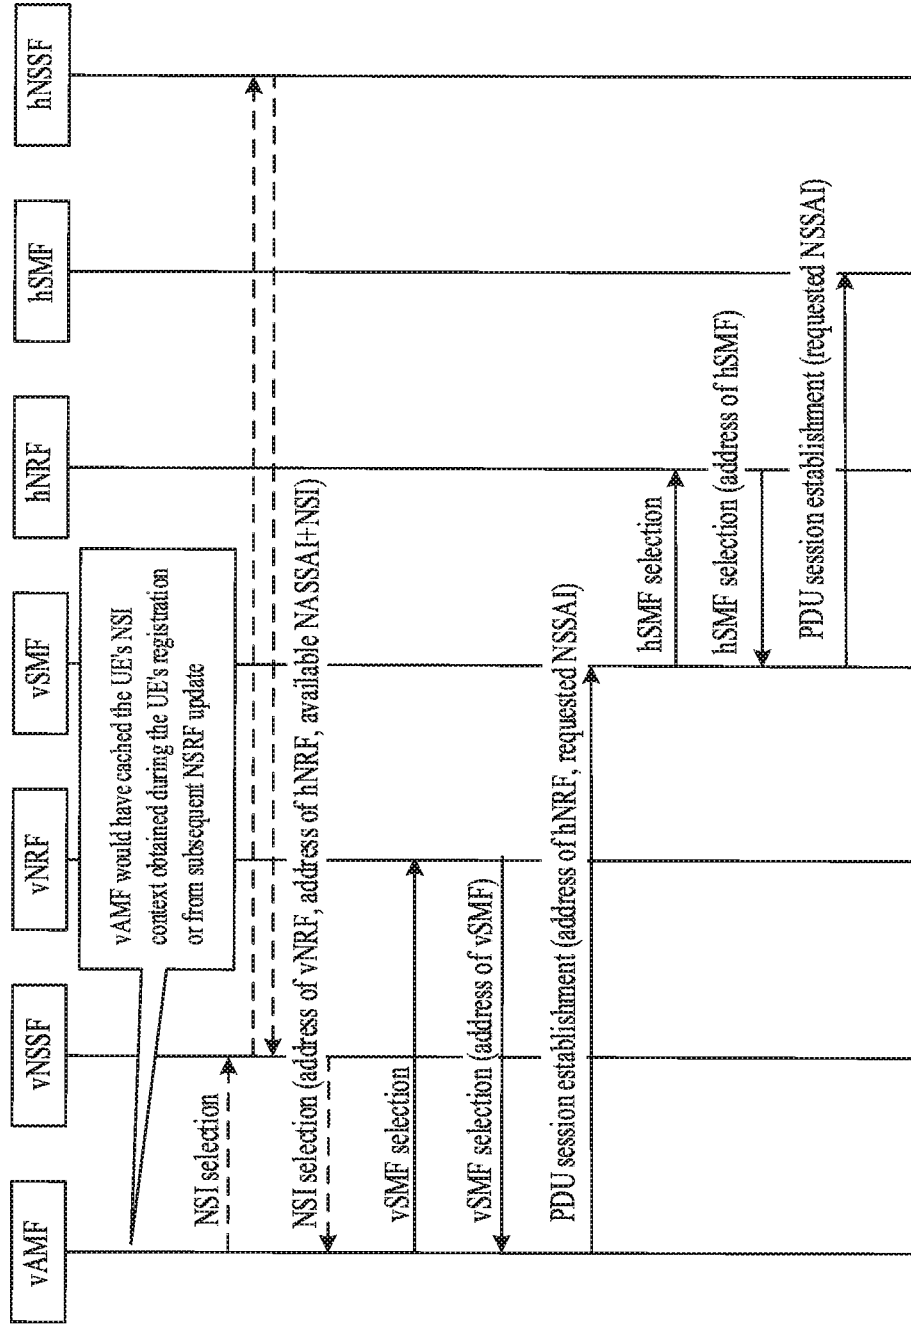 vAMF
vNSSF
vNRF
vSMF
hNRF
hSMF
hNSSF
vAMF would have cached the UE's NSI
context obtained during the UE's registration
or from subsequent NSRF update
NSI selection
NSI selection (address of vNRF, address of hNRF, available NASSAI+NSI)
vSMF selection
vSMF selection (address of vSMF)
PDU session establishment (address of hNRF, requested NSSAI)
hSMF selection
hSMF selection (address of hSMF)
PDU session establishment (requested NSSAI)